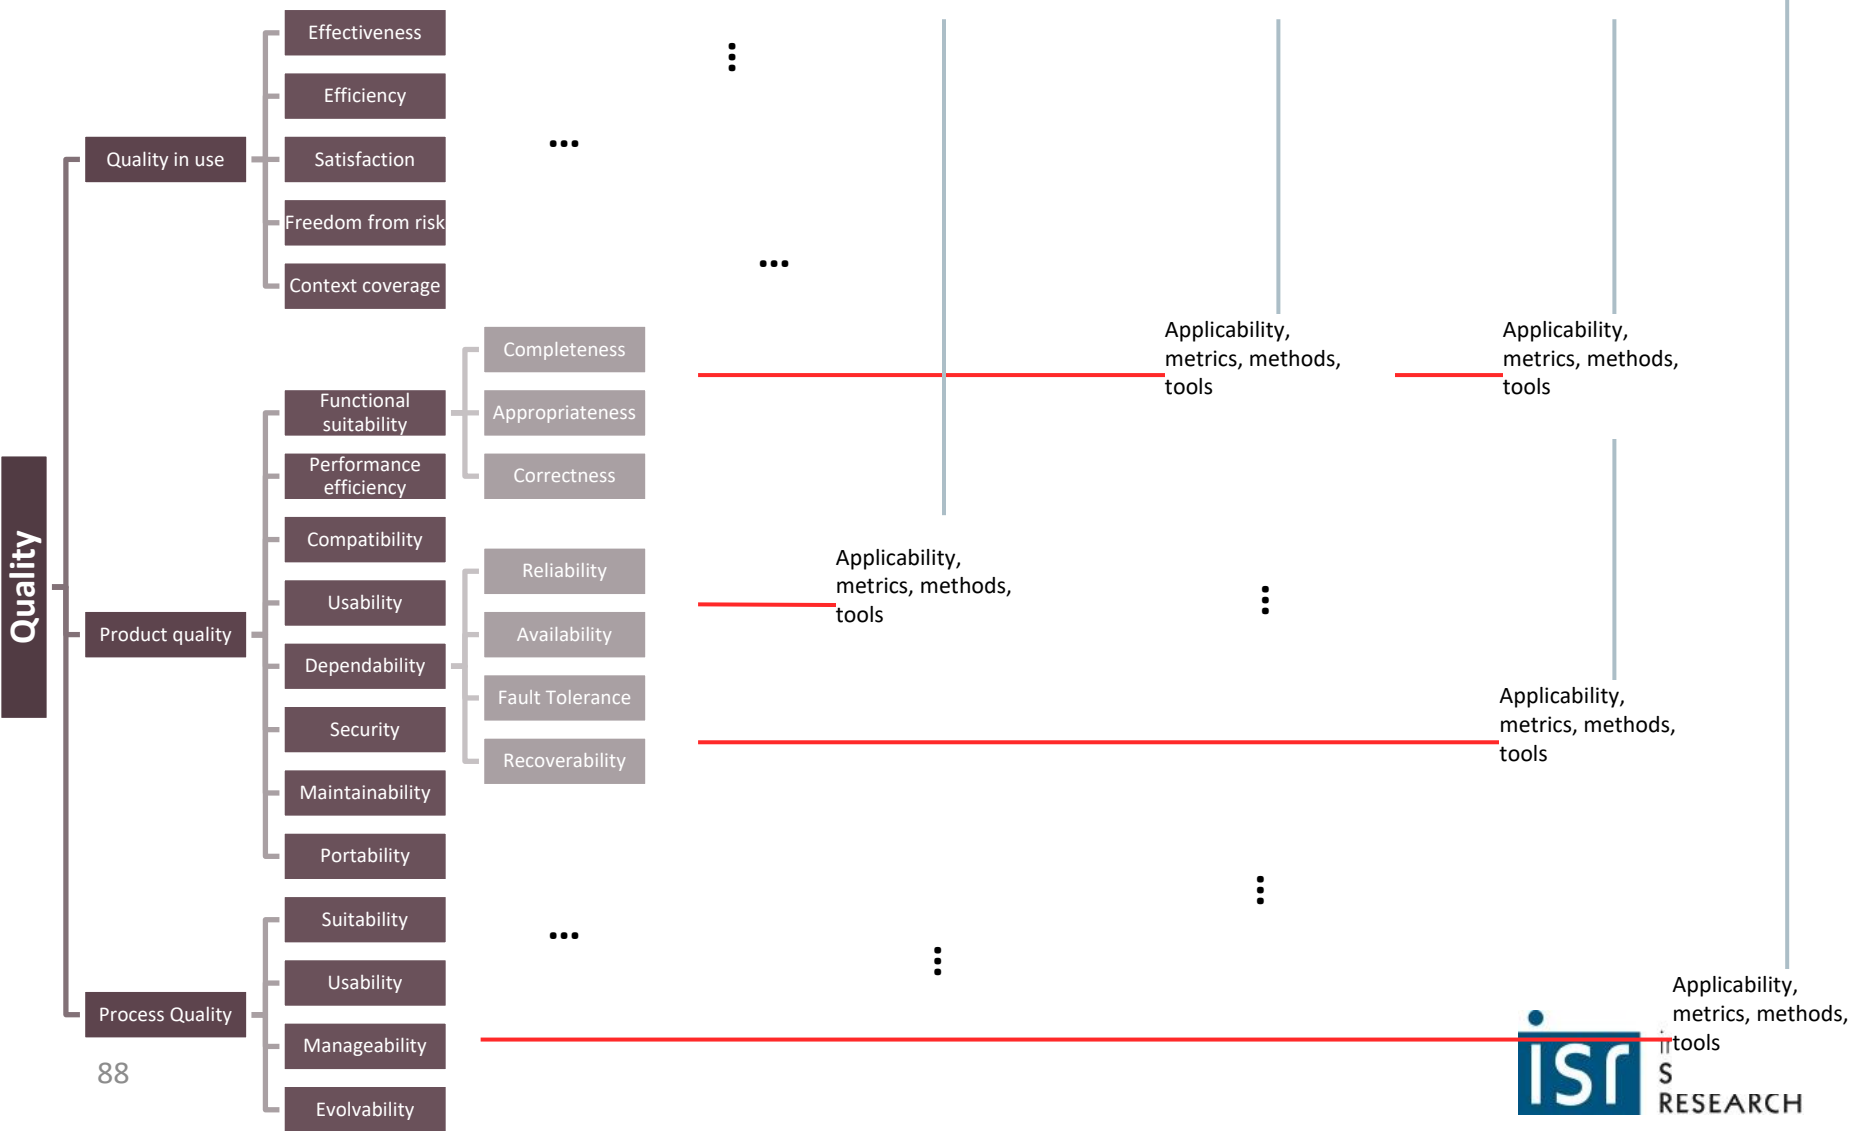 Effectiveness
Efficiency
Quality in use
Satisfaction
Freedom from risk
Context coverage
Completeness
Functional
suitability
Appropriateness
Performance
efficiency
Correctness
Applicability,
metrics, methods,
tools
Applicability,
metrics, methods,
tools
Quality
Compatibility
Reliability
Applicability,
metrics, methods,
tools
Usability
Product quality
Availability
Dependability
Fault Tolerance
Security
Recoverability
Applicability,
metrics, methods,
tools
Maintainability
Portability
Suitability
Usability
Process Quality
Manageability
Evolvability
Applicability,
metrics, methods,
tools
88
isr
S
RESEARCH